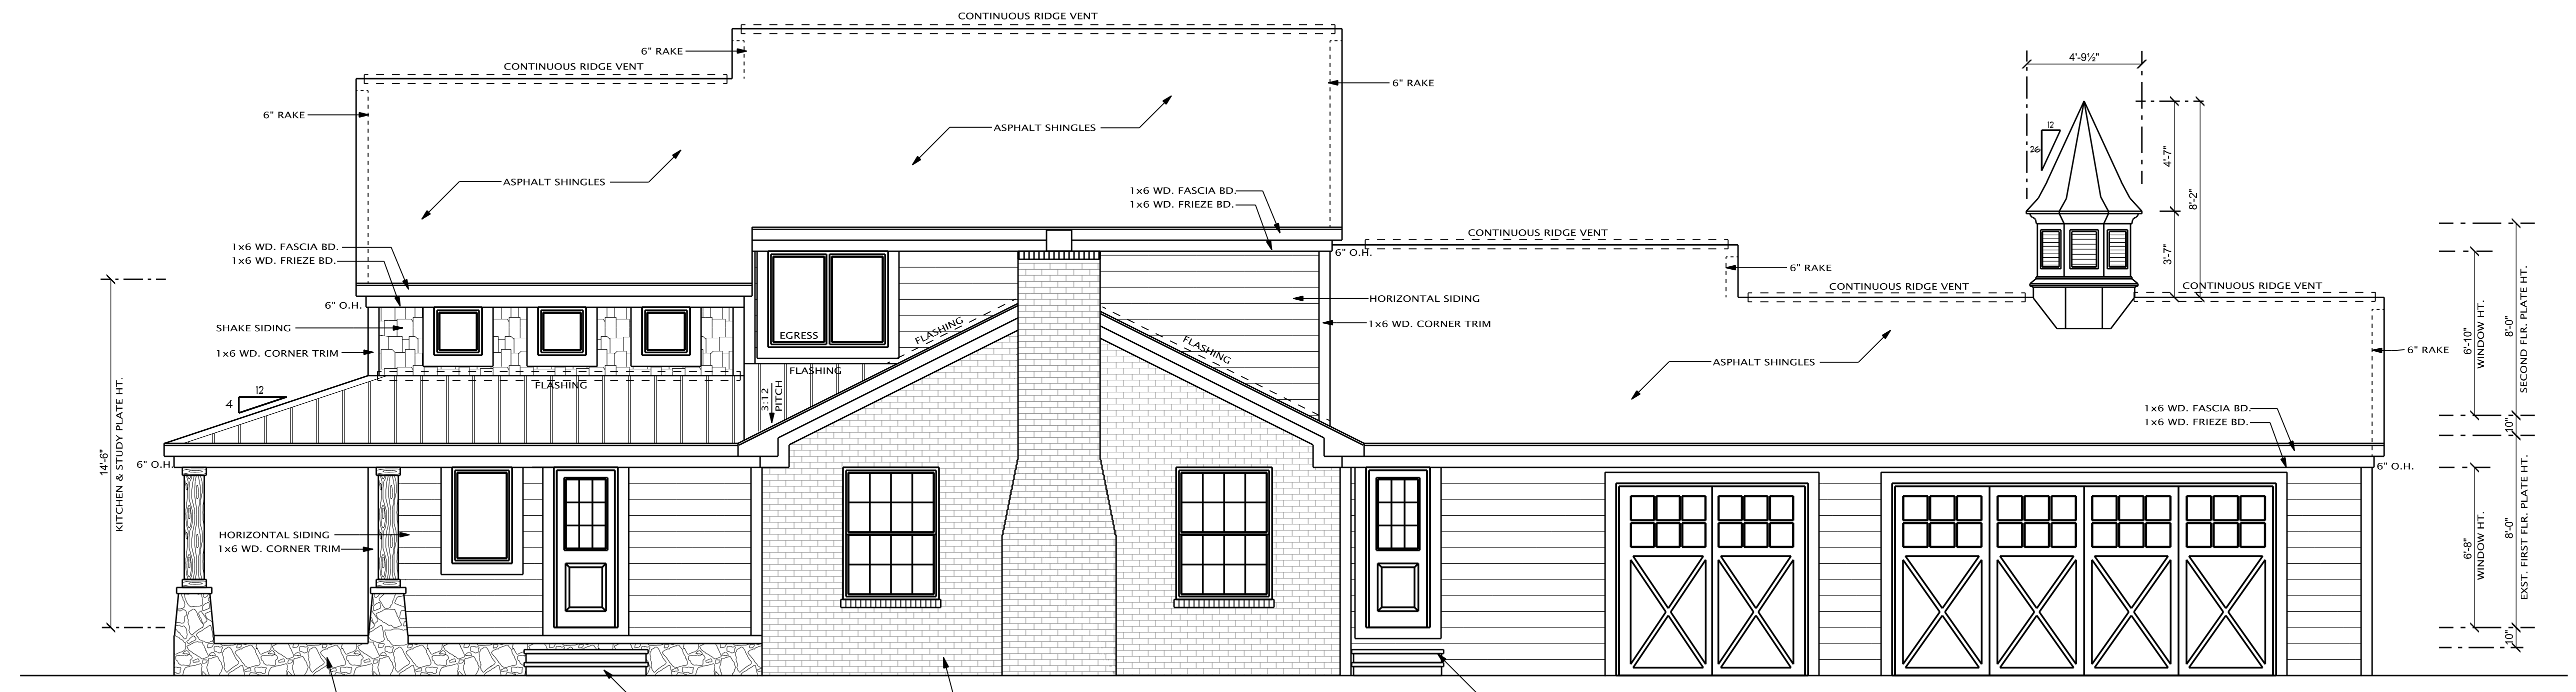 CONTINUOUS RIDGE VENT
6" RAKE
CONTINUOUS RIDGE VENT
6" RAKE
4'-9½"
6" RAKE
ASPHALT SHINGLES
12
26
4'-7"
8'-2"
ASPHALT SHINGLES
1x6 WD. FASCIA BD.
1x6 WD. FRIEZE BD.
CONTINUOUS RIDGE VENT
1x6 WD. FASCIA BD.
1x6 WD. FRIEZE BD.
6" O.H.
3'-7"
6" RAKE
CONTINUOUS RIDGE VENT
CONTINUOUS RIDGE VENT
6" O.H.
HORIZONTAL SIDING
SHAKE SIDING
1x6 WD. CORNER TRIM
EGRESS
FLASHING
FLASHING
1x6 WD. CORNER TRIM
6" RAKE
ASPHALT SHINGLES
FLASHING
FLASHING
12
4
3:12
PITCH
1x6 WD. FASCIA BD.
1x6 WD. FRIEZE BD.
6'-10"
WINDOW HT.
8'-0"
SECOND FLR. PLATE HT.
10"
14'-6"
KITCHEN & STUDY PLATE HT.
6" O.H.
6" O.H.
HORIZONTAL SIDING
1x6 WD. CORNER TRIM
6'-8"
WINDOW HT.
8'-0"
EXST. FIRST FLR. PLATE HT.
10"